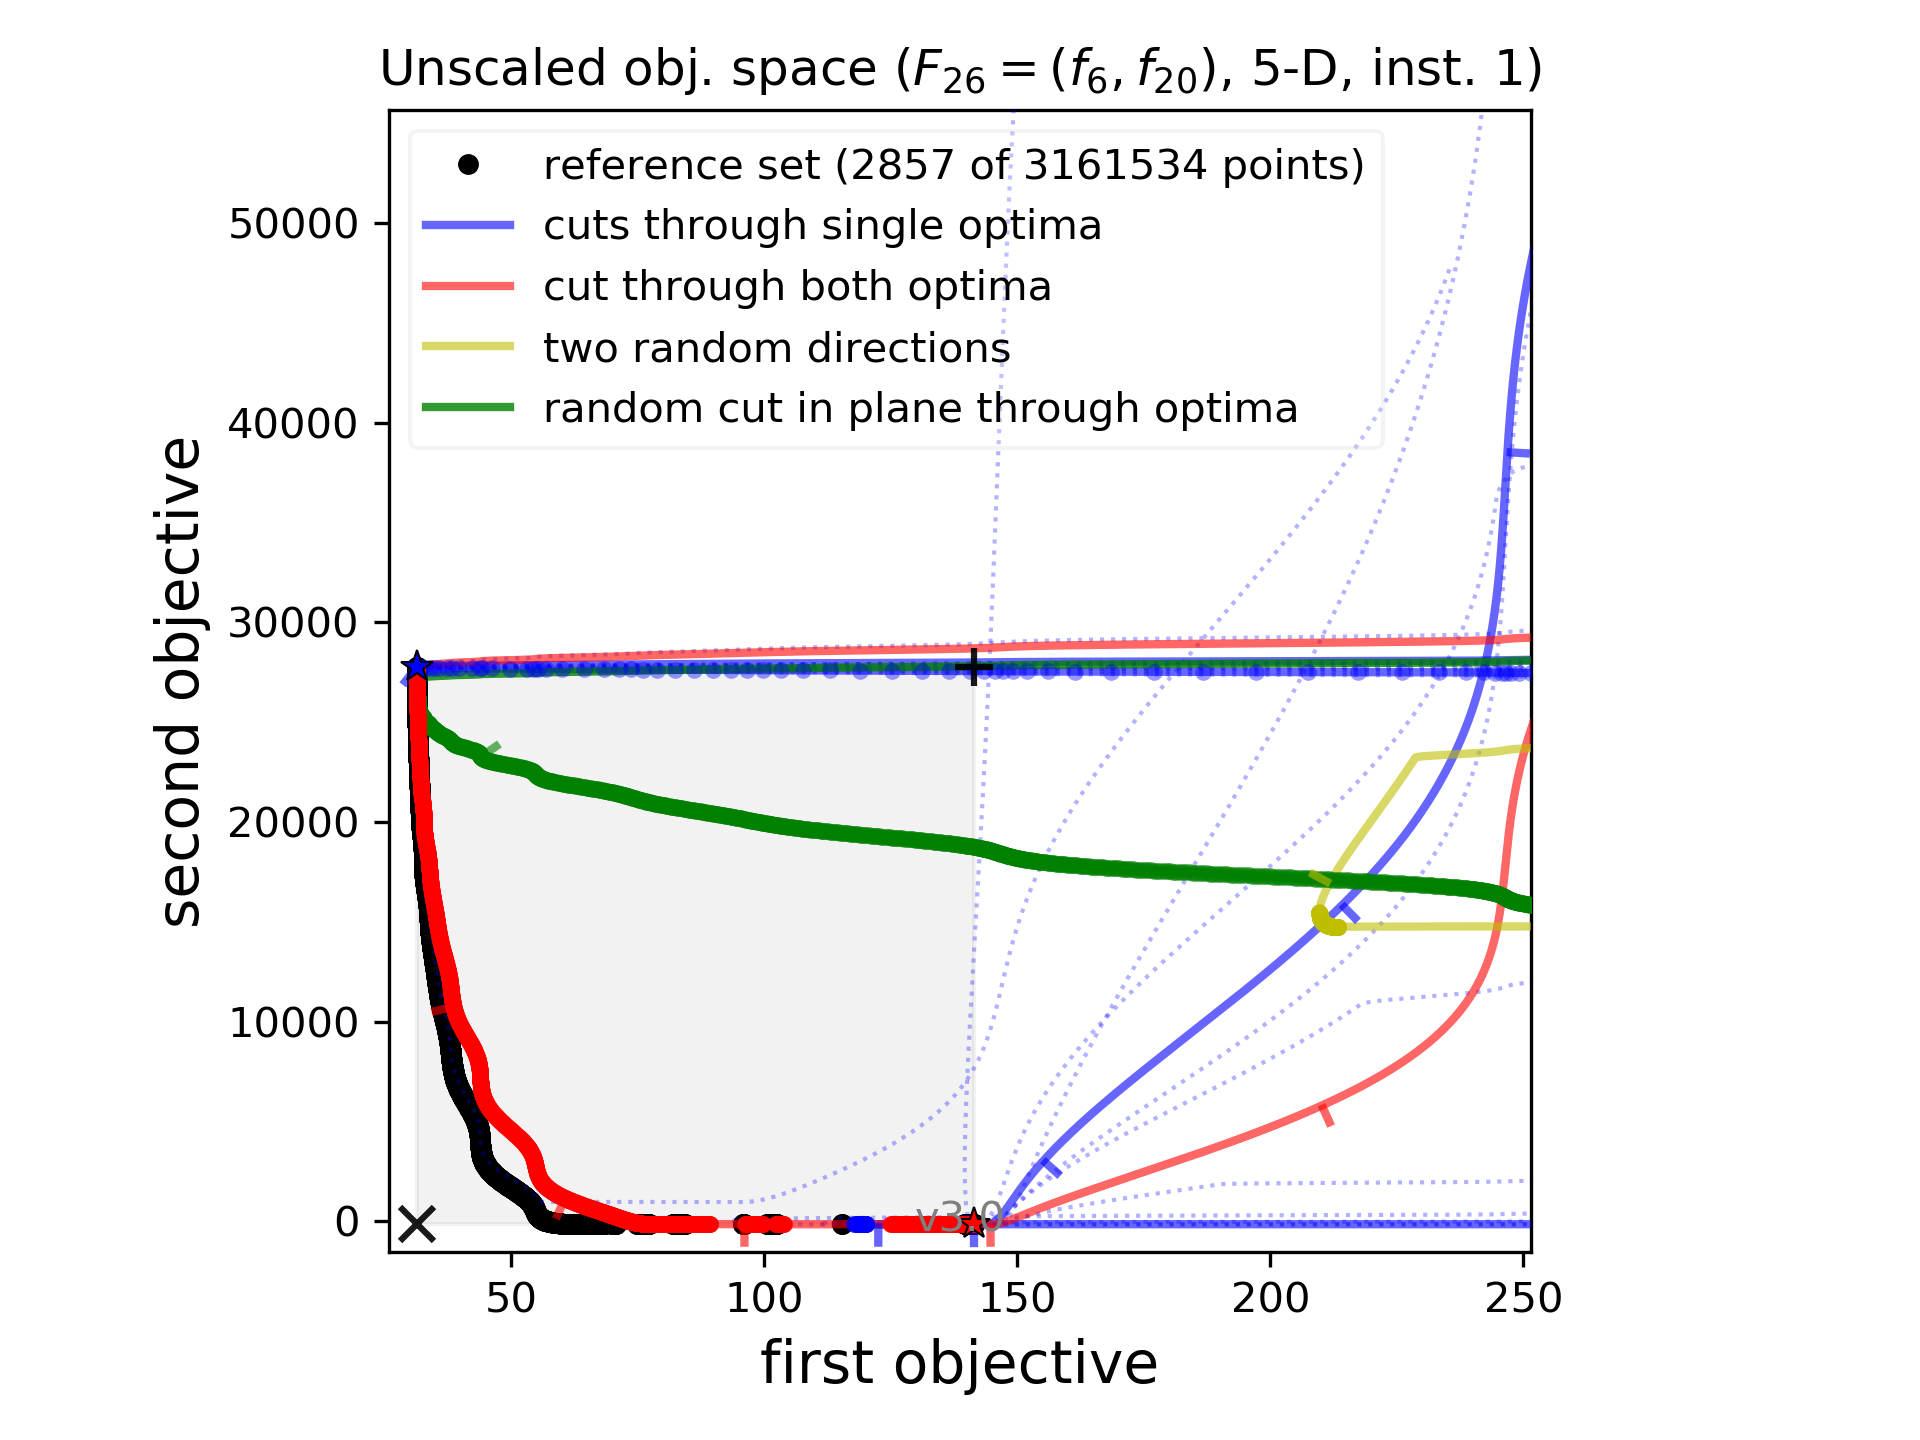 Unscaled obj. space (F₂₆ = (f₆, f₂₀), 5-D, inst. 1)
reference set (2857 of 3161534 points)
cuts through single optima
cut through both optima
two random directions
random cut in plane through optima
50000
40000
30000
20000
10000
0
second objective
v3.0
50 100 150 200 250
first objective